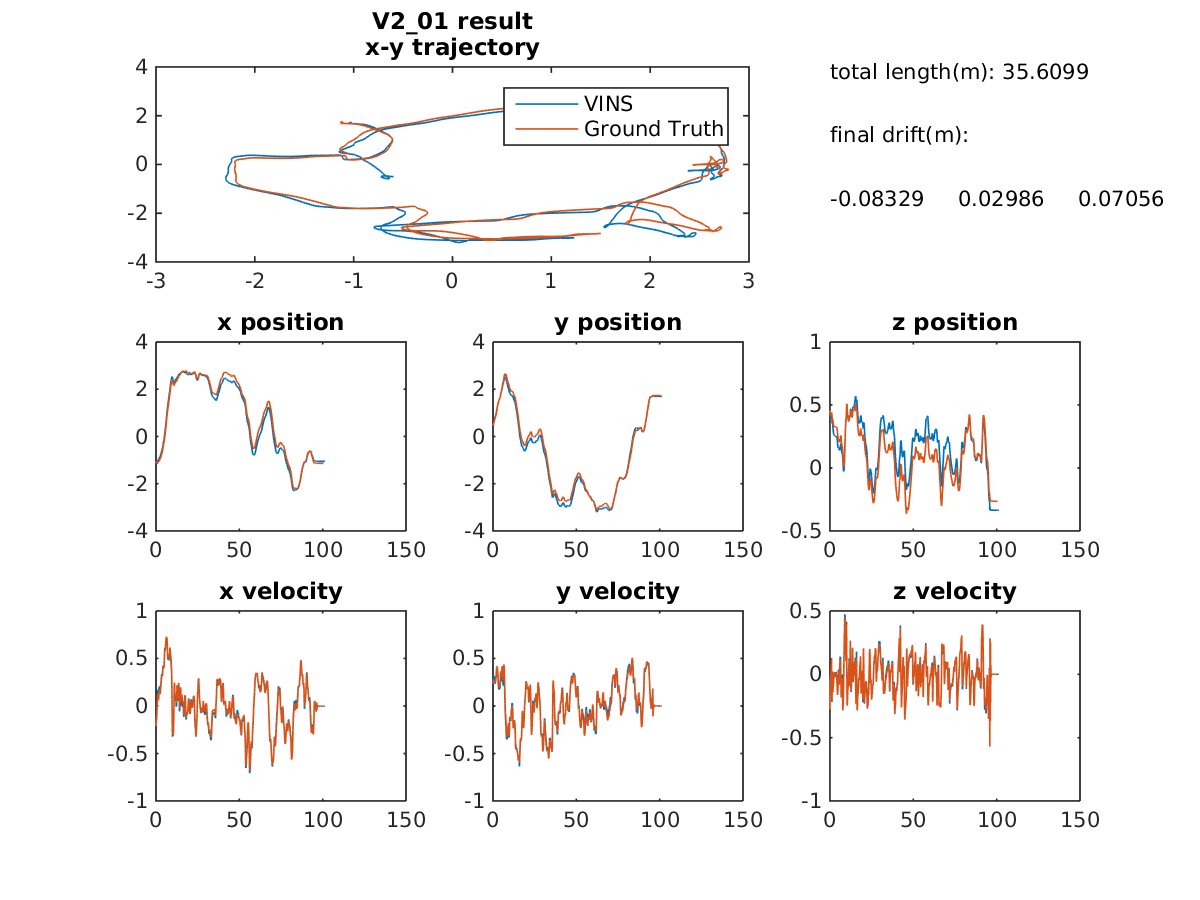 V2_01 result
x-y trajectory
4
2
0
-2
-4
-3 -2 -1 0 1 2 3
VINS
Ground Truth
total length(m): 35.6099
final drift(m):
-0.08329 0.02986 0.07056
x position
4
2
0
-2
-4
0 50 100 150
y position
4
2
0
-2
-4
0 50 100 150
z position
1
0.5
0
-0.5
0 50 100 150
x velocity
1
0.5
0
-0.5
-1
0 50 100 150
y velocity
1
0.5
0
-0.5
-1
0 50 100 150
z velocity
0.5
0
-0.5
-1
0 50 100 150